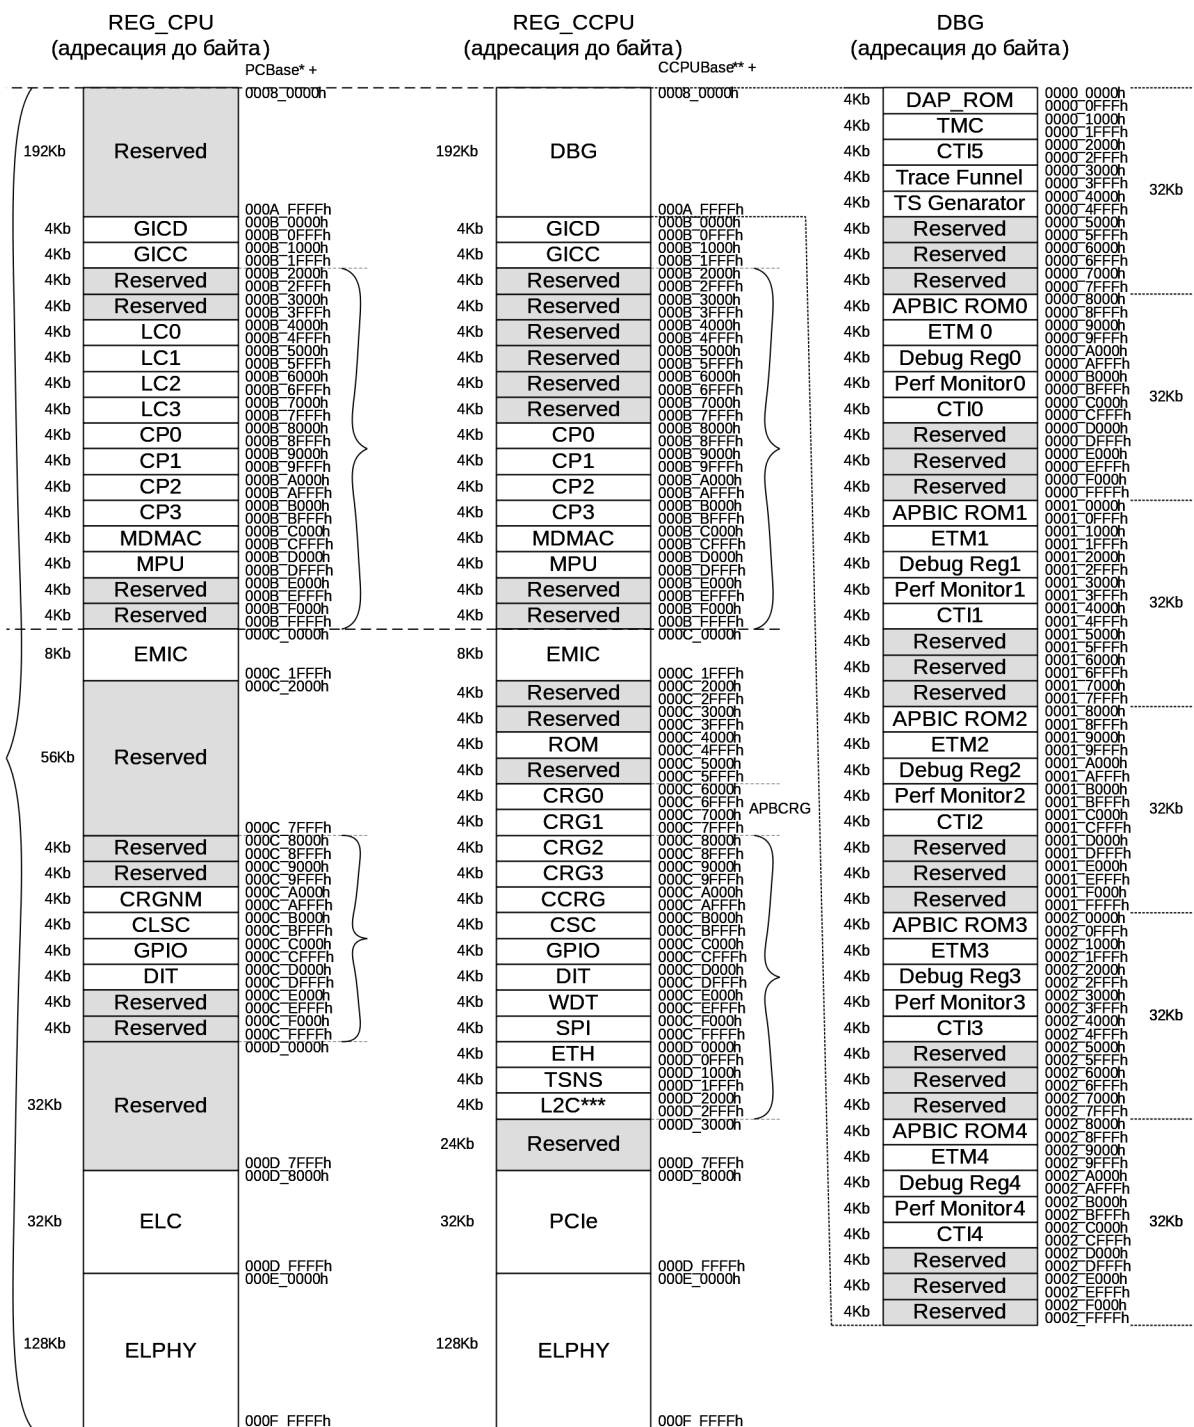 REG_CPU
(адресация до байта)
PCBase* +
0008_0000h
192Kb Reserved
000A_FFFFh
000B_0000h
4Kb GICD
000B_0FFFh
000B_1000h
4Kb GICC
000B_1FFFh
000B_2000h
4Kb Reserved
000B_2FFFh
000B_3000h
4Kb Reserved
000B_3FFFh
000B_4000h
4Kb LC0
000B_4FFFh
000B_5000h
4Kb LC1
000B_5FFFh
000B_6000h
4Kb LC2
000B_6FFFh
000B_7000h
4Kb LC3
000B_7FFFh
000B_8000h
4Kb CP0
000B_8FFFh
000B_9000h
4Kb CP1
000B_9FFFh
000B_A000h
4Kb CP2
000B_AFFFh
000B_B000h
4Kb CP3
000B_BFFFh
000B_C000h
4Kb MDMAC
000B_CFFFh
000B_D000h
4Kb MPU
000B_DFFFh
000B_E000h
4Kb Reserved
000B_EFFFh
000B_F000h
4Kb Reserved
000B_FFFFh
000C_0000h
8Kb EMIC
000C_1FFFh
000C_2000h
56Kb Reserved
000C_7FFFh
000C_8000h
4Kb Reserved
000C_8FFFh
000C_9000h
4Kb Reserved
000C_9FFFh
000C_A000h
4Kb CRGNM
000C_AFFFh
000C_B000h
4Kb CLSC
000C_BFFFh
000C_C000h
4Kb GPIO
000C_CFFFh
000C_D000h
4Kb DIT
000C_DFFFh
000C_E000h
4Kb Reserved
000C_EFFFh
000C_F000h
4Kb Reserved
000C_FFFFh
000D_0000h
32Kb Reserved
000D_7FFFh
000D_8000h
32Kb ELC
000D_FFFFh
000E_0000h
128Kb ELPHY
000F_FFFFh
REG_CCPU
(адресация до байта)
CCPUBase** +
0008_0000h
192Kb DBG
000A_FFFFh
000B_0000h
4Kb GICD
000B_0FFFh
000B_1000h
4Kb GICC
000B_1FFFh
000B_2000h
4Kb Reserved
000B_2FFFh
000B_3000h
4Kb Reserved
000B_3FFFh
000B_4000h
4Kb Reserved
000B_4FFFh
000B_5000h
4Kb Reserved
000B_5FFFh
000B_6000h
4Kb Reserved
000B_6FFFh
000B_7000h
4Kb Reserved
000B_7FFFh
000B_8000h
4Kb CP0
000B_8FFFh
000B_9000h
4Kb CP1
000B_9FFFh
000B_A000h
4Kb CP2
000B_AFFFh
000B_B000h
4Kb CP3
000B_BFFFh
000B_C000h
4Kb MDMAC
000B_CFFFh
000B_D000h
4Kb MPU
000B_DFFFh
000B_E000h
4Kb Reserved
000B_EFFFh
000B_F000h
4Kb Reserved
000B_FFFFh
000C_0000h
8Kb EMIC
000C_1FFFh
000C_2000h
4Kb Reserved
000C_2FFFh
000C_3000h
4Kb Reserved
000C_3FFFh
000C_4000h
4Kb ROM
000C_4FFFh
000C_5000h
4Kb Reserved
000C_5FFFh
000C_6000h
4Kb CRG0
000C_6FFFh
APBCRG
000C_7000h
4Kb CRG1
000C_7FFFh
000C_8000h
4Kb CRG2
000C_8FFFh
000C_9000h
4Kb CRG3
000C_9FFFh
000C_A000h
4Kb CCRG
000C_AFFFh
000C_B000h
4Kb CSC
000C_BFFFh
000C_C000h
4Kb GPIO
000C_CFFFh
000C_D000h
4Kb DIT
000C_DFFFh
000C_E000h
4Kb WDT
000C_EFFFh
000C_F000h
4Kb SPI
000C_FFFFh
000D_0000h
4Kb ETH
000D_0FFFh
000D_1000h
4Kb TSNS
000D_1FFFh
000D_2000h
4Kb L2C***
000D_2FFFh
000D_3000h
24Kb Reserved
000D_7FFFh
000D_8000h
32Kb PCIe
000D_FFFFh
000E_0000h
128Kb ELPHY
000F_FFFFh
DBG
(адресация до байта)
0000_0000h
4Kb DAP_ROM
0000_0FFFh
0000_1000h
4Kb TMC
0000_1FFFh
0000_2000h
4Kb CTI5
0000_2FFFh
0000_3000h
4Kb Trace Funnel
0000_3FFFh
32Kb
0000_4000h
4Kb TS Genarator
0000_4FFFh
0000_5000h
4Kb Reserved
0000_5FFFh
0000_6000h
4Kb Reserved
0000_6FFFh
0000_7000h
4Kb Reserved
0000_7FFFh
0000_8000h
4Kb APBIC ROM0
0000_8FFFh
0000_9000h
4Kb ETM 0
0000_9FFFh
0000_A000h
4Kb Debug Reg0
0000_AFFFh
0000_B000h
4Kb Perf Monitor0
0000_BFFFh
32Kb
0000_C000h
4Kb CTI0
0000_CFFFh
0000_D000h
4Kb Reserved
0000_DFFFh
0000_E000h
4Kb Reserved
0000_EFFFh
0000_F000h
4Kb Reserved
0000_FFFFh
0001_0000h
4Kb APBIC ROM1
0001_0FFFh
0001_1000h
4Kb ETM1
0001_1FFFh
0001_2000h
4Kb Debug Reg1
0001_2FFFh
0001_3000h
4Kb Perf Monitor1
0001_3FFFh
32Kb
0001_4000h
4Kb CTI1
0001_4FFFh
0001_5000h
4Kb Reserved
0001_5FFFh
0001_6000h
4Kb Reserved
0001_6FFFh
0001_7000h
4Kb Reserved
0001_7FFFh
0001_8000h
4Kb APBIC ROM2
0001_8FFFh
0001_9000h
4Kb ETM2
0001_9FFFh
0001_A000h
4Kb Debug Reg2
0001_AFFFh
0001_B000h
4Kb Perf Monitor2
0001_BFFFh
32Kb
0001_C000h
4Kb CTI2
0001_CFFFh
0001_D000h
4Kb Reserved
0001_DFFFh
0001_E000h
4Kb Reserved
0001_EFFFh
0001_F000h
4Kb Reserved
0001_FFFFh
0002_0000h
4Kb APBIC ROM3
0002_0FFFh
0002_1000h
4Kb ETM3
0002_1FFFh
0002_2000h
4Kb Debug Reg3
0002_2FFFh
0002_3000h
4Kb Perf Monitor3
0002_3FFFh
32Kb
0002_4000h
4Kb CTI3
0002_4FFFh
0002_5000h
4Kb Reserved
0002_5FFFh
0002_6000h
4Kb Reserved
0002_6FFFh
0002_7000h
4Kb Reserved
0002_7FFFh
0002_8000h
4Kb APBIC ROM4
0002_8FFFh
0002_9000h
4Kb ETM4
0002_9FFFh
0002_A000h
4Kb Debug Reg4
0002_AFFFh
0002_B000h
4Kb Perf Monitor4
0002_BFFFh
32Kb
0002_C000h
4Kb CTI4
0002_CFFFh
0002_D000h
4Kb Reserved
0002_DFFFh
0002_E000h
4Kb Reserved
0002_EFFFh
0002_F000h
4Kb Reserved
0002_FFFFh